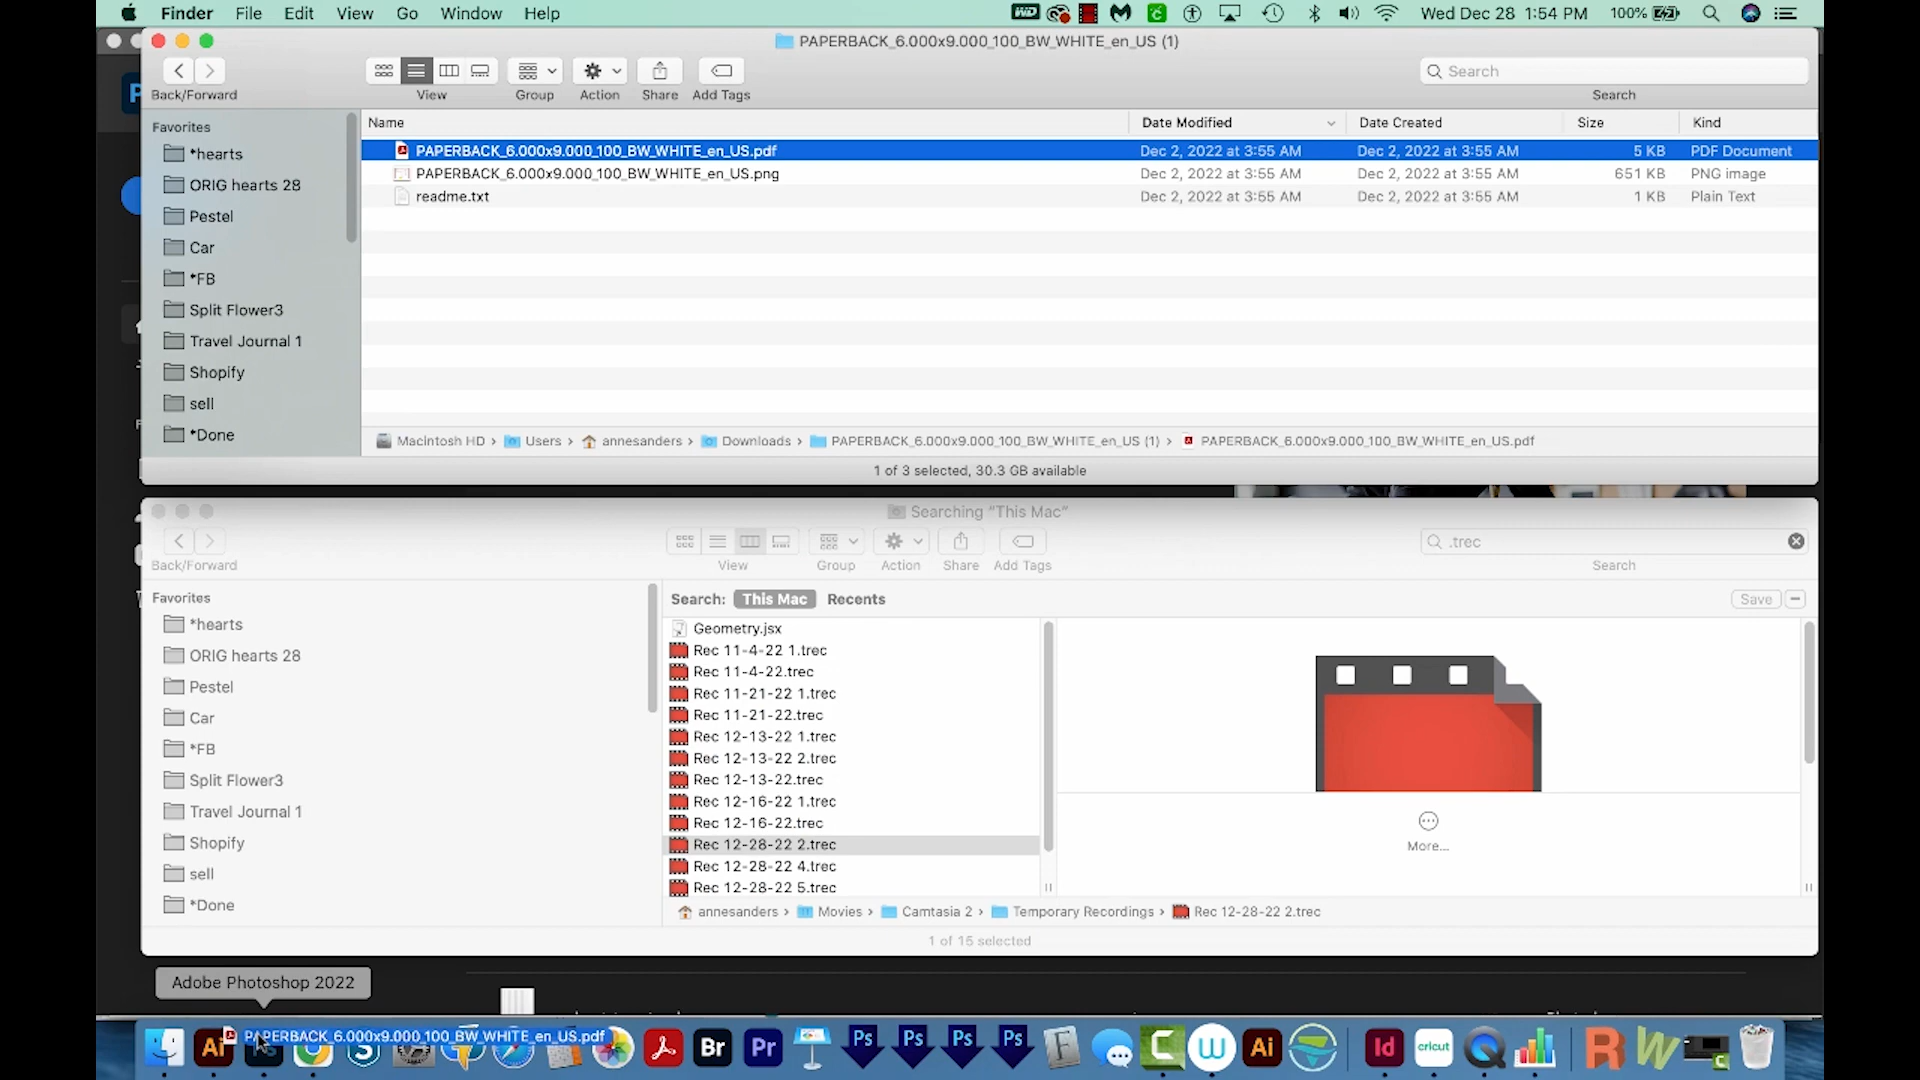 Finder File Edit View Go Window Help Wed Dec 28 1:54 PM 100%
PAPERBACK_6.000x9.000_100_BW_WHITE_en_US (1)
Search
Back/Forward View Group Action Share Add Tags Search
Favorites
*hearts
ORIG hearts 28
Pestel
Car
*FB
Split Flower3
Travel Journal 1
Shopify
sell
*Done
Name Date Modified Date Created Size Kind
PAPERBACK_6.000x9.000_100_BW_WHITE_en_US.pdf Dec 2, 2022 at 3:55 AM Dec 2, 2022 at 3:55 AM 5 KB PDF Document
PAPERBACK_6.000x9.000_100_BW_WHITE_en_US.png Dec 2, 2022 at 3:55 AM Dec 2, 2022 at 3:55 AM 651 KB PNG image
readme.txt Dec 2, 2022 at 3:55 AM Dec 2, 2022 at 3:55 AM 1 KB Plain Text
Macintosh HD › Users › annesanders › Downloads › PAPERBACK_6.000x9.000_100_BW_WHITE_en_US (1) › PAPERBACK_6.000x9.000_100_BW_WHITE_en_US.pdf
1 of 3 selected, 30.3 GB available
Searching “This Mac”
.trec
Back/Forward View Group Action Share Add Tags Search
Favorites
*hearts
ORIG hearts 28
Pestel
Car
*FB
Split Flower3
Travel Journal 1
Shopify
sell
*Done
Search: This Mac Recents Save
Geometry.jsx
Rec 11-4-22 1.trec
Rec 11-4-22.trec
Rec 11-21-22 1.trec
Rec 11-21-22.trec
Rec 12-13-22 1.trec
Rec 12-13-22 2.trec
Rec 12-13-22.trec
Rec 12-16-22 1.trec
Rec 12-16-22.trec
Rec 12-28-22 2.trec
Rec 12-28-22 4.trec
Rec 12-28-22 5.trec
More...
annesanders › Movies › Camtasia 2 › Temporary Recordings › Rec 12-28-22 2.trec
1 of 15 selected
Adobe Photoshop 2022
PAPERBACK_6.000x9.000_100_BW_WHITE_en_US.pdf
Ai S Br Pr Ps Ps Ps Ps F C W Ai Id cricut R W